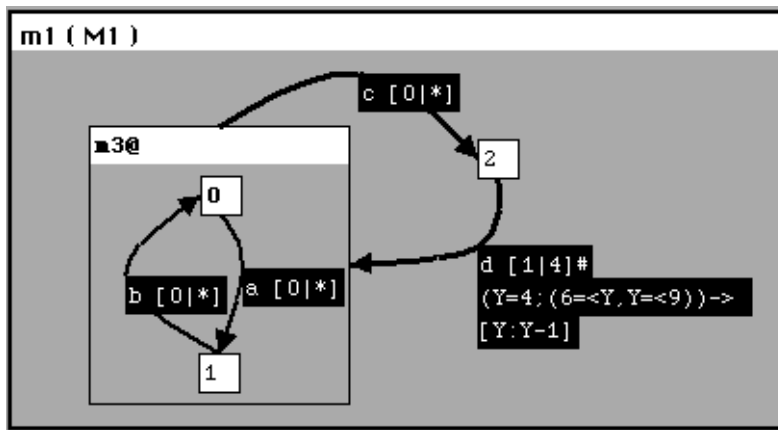 m1 ( M1 )
c [0|*]
m3@
2
0
b [0|*]
a [0|*]
d [1|4]#
(Y=4;(6=<Y,Y=<9))->
[Y:Y-1]
1